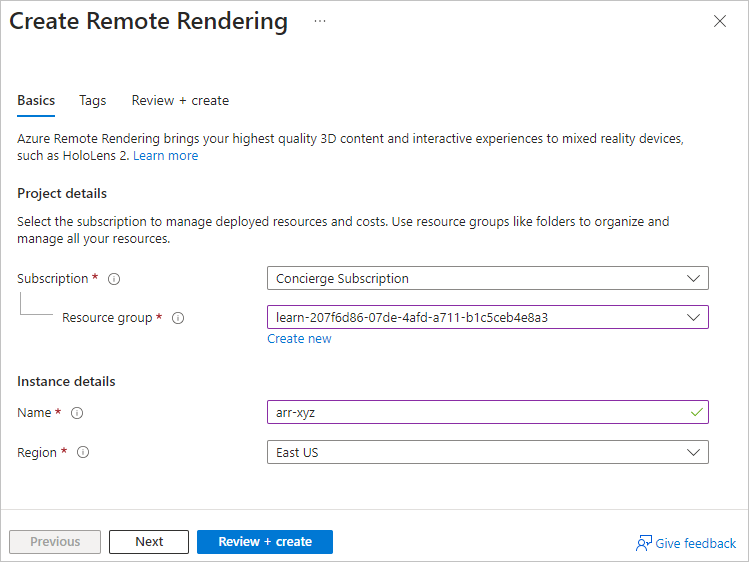 Create Remote Rendering ...
Basics Tags Review + create
Azure Remote Rendering brings your highest quality 3D content and interactive experiences to mixed reality devices,
such as HoloLens 2. Learn more
Project details
Select the subscription to manage deployed resources and costs. Use resource groups like folders to organize and
manage all your resources.
Subscription * Concierge Subscription
Resource group * learn-207f6d86-07de-4afd-a711-b1c5ceb4e8a3
Create new
Instance details
Name * arr-xyz
Region * East US
Previous Next Review + create Give feedback